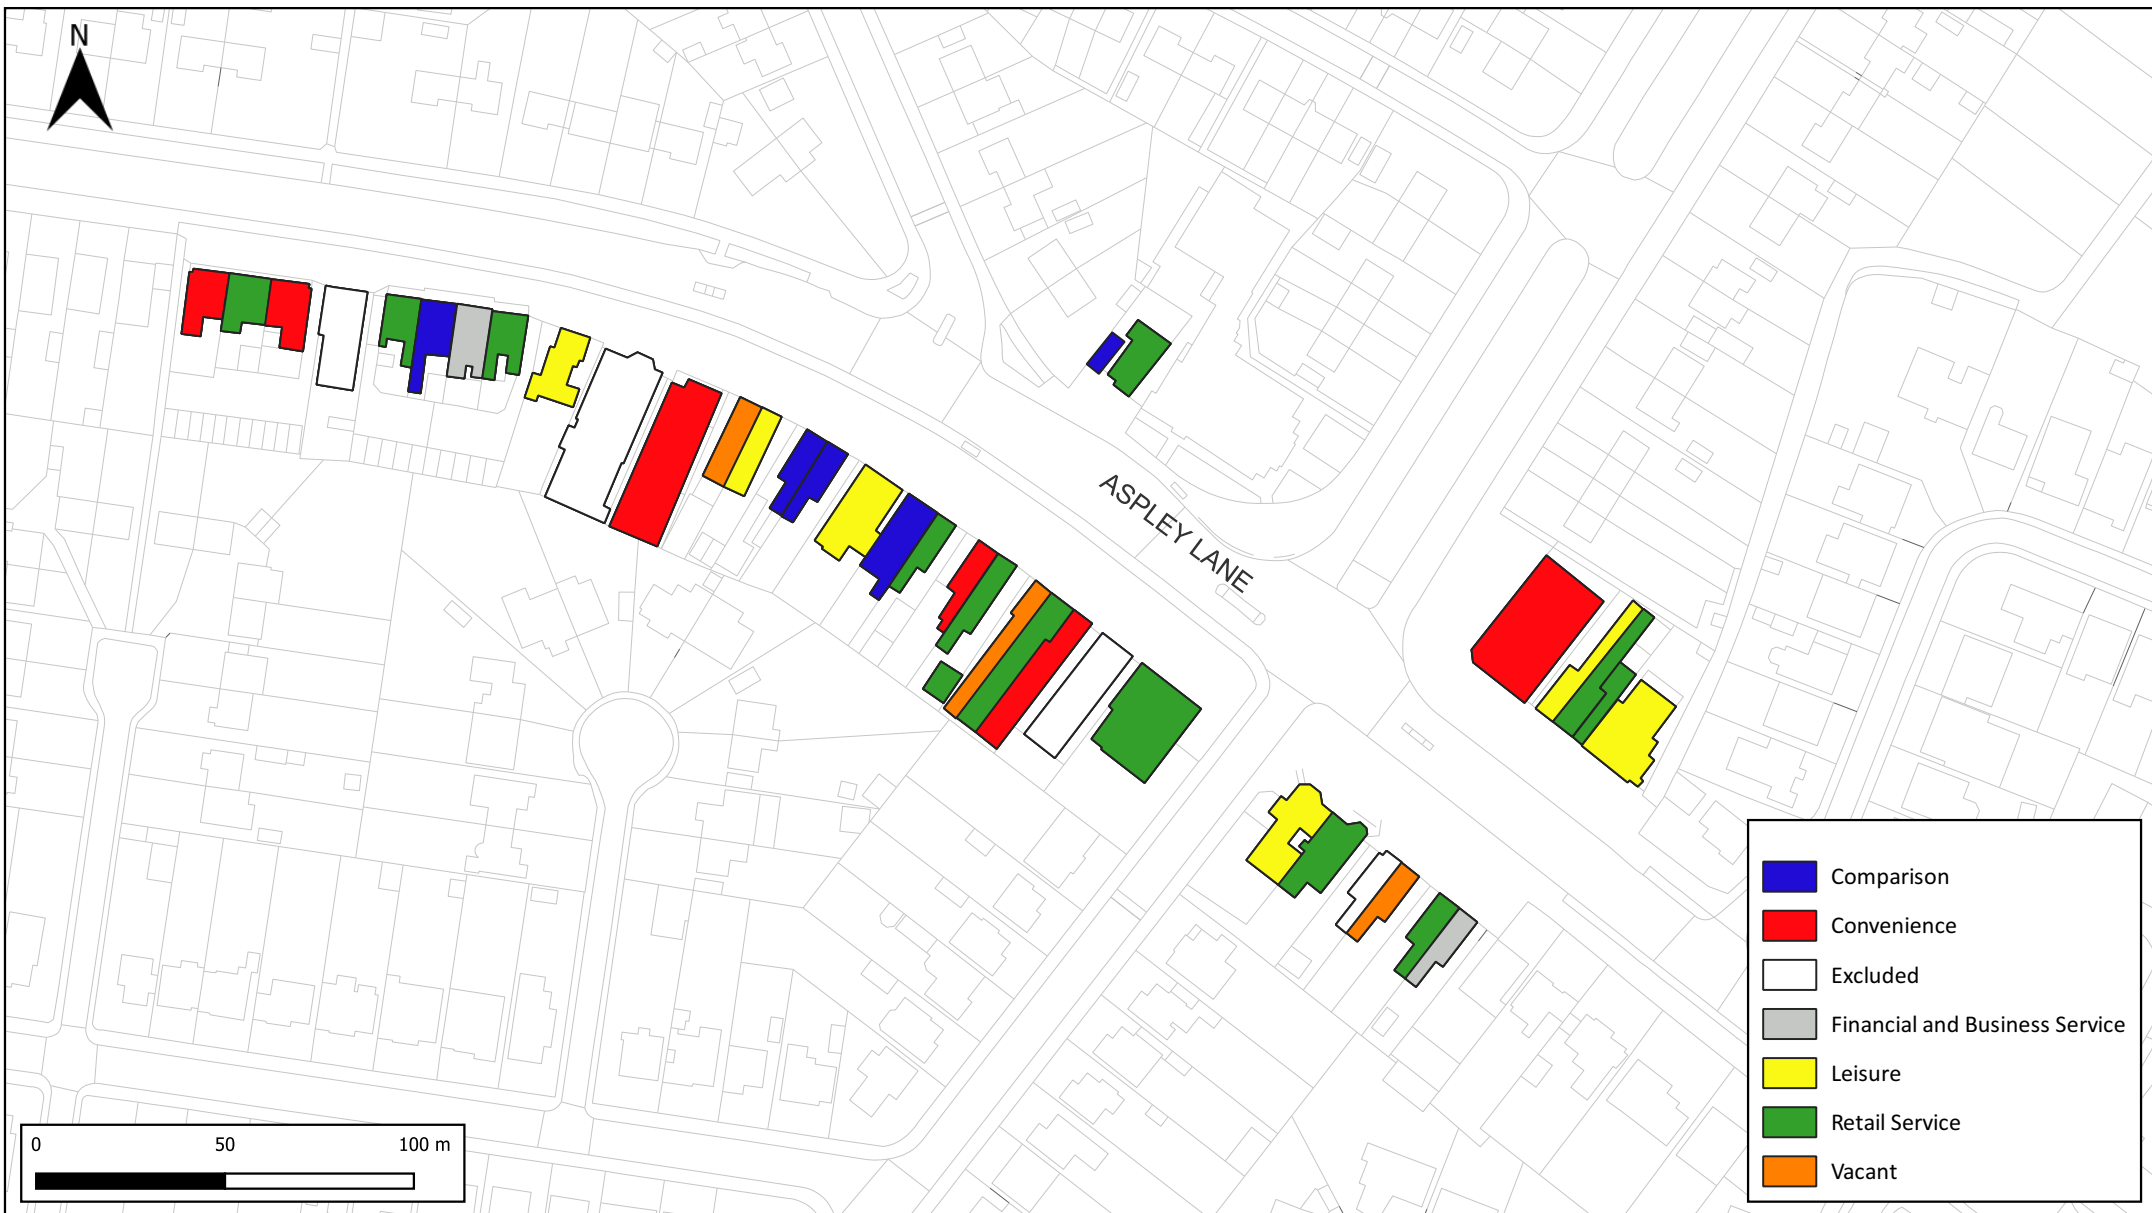 N
ASPLEY LANE
Comparison
Convenience
Excluded
Financial and Business Service
Leisure
Retail Service
Vacant
0 50 100 m